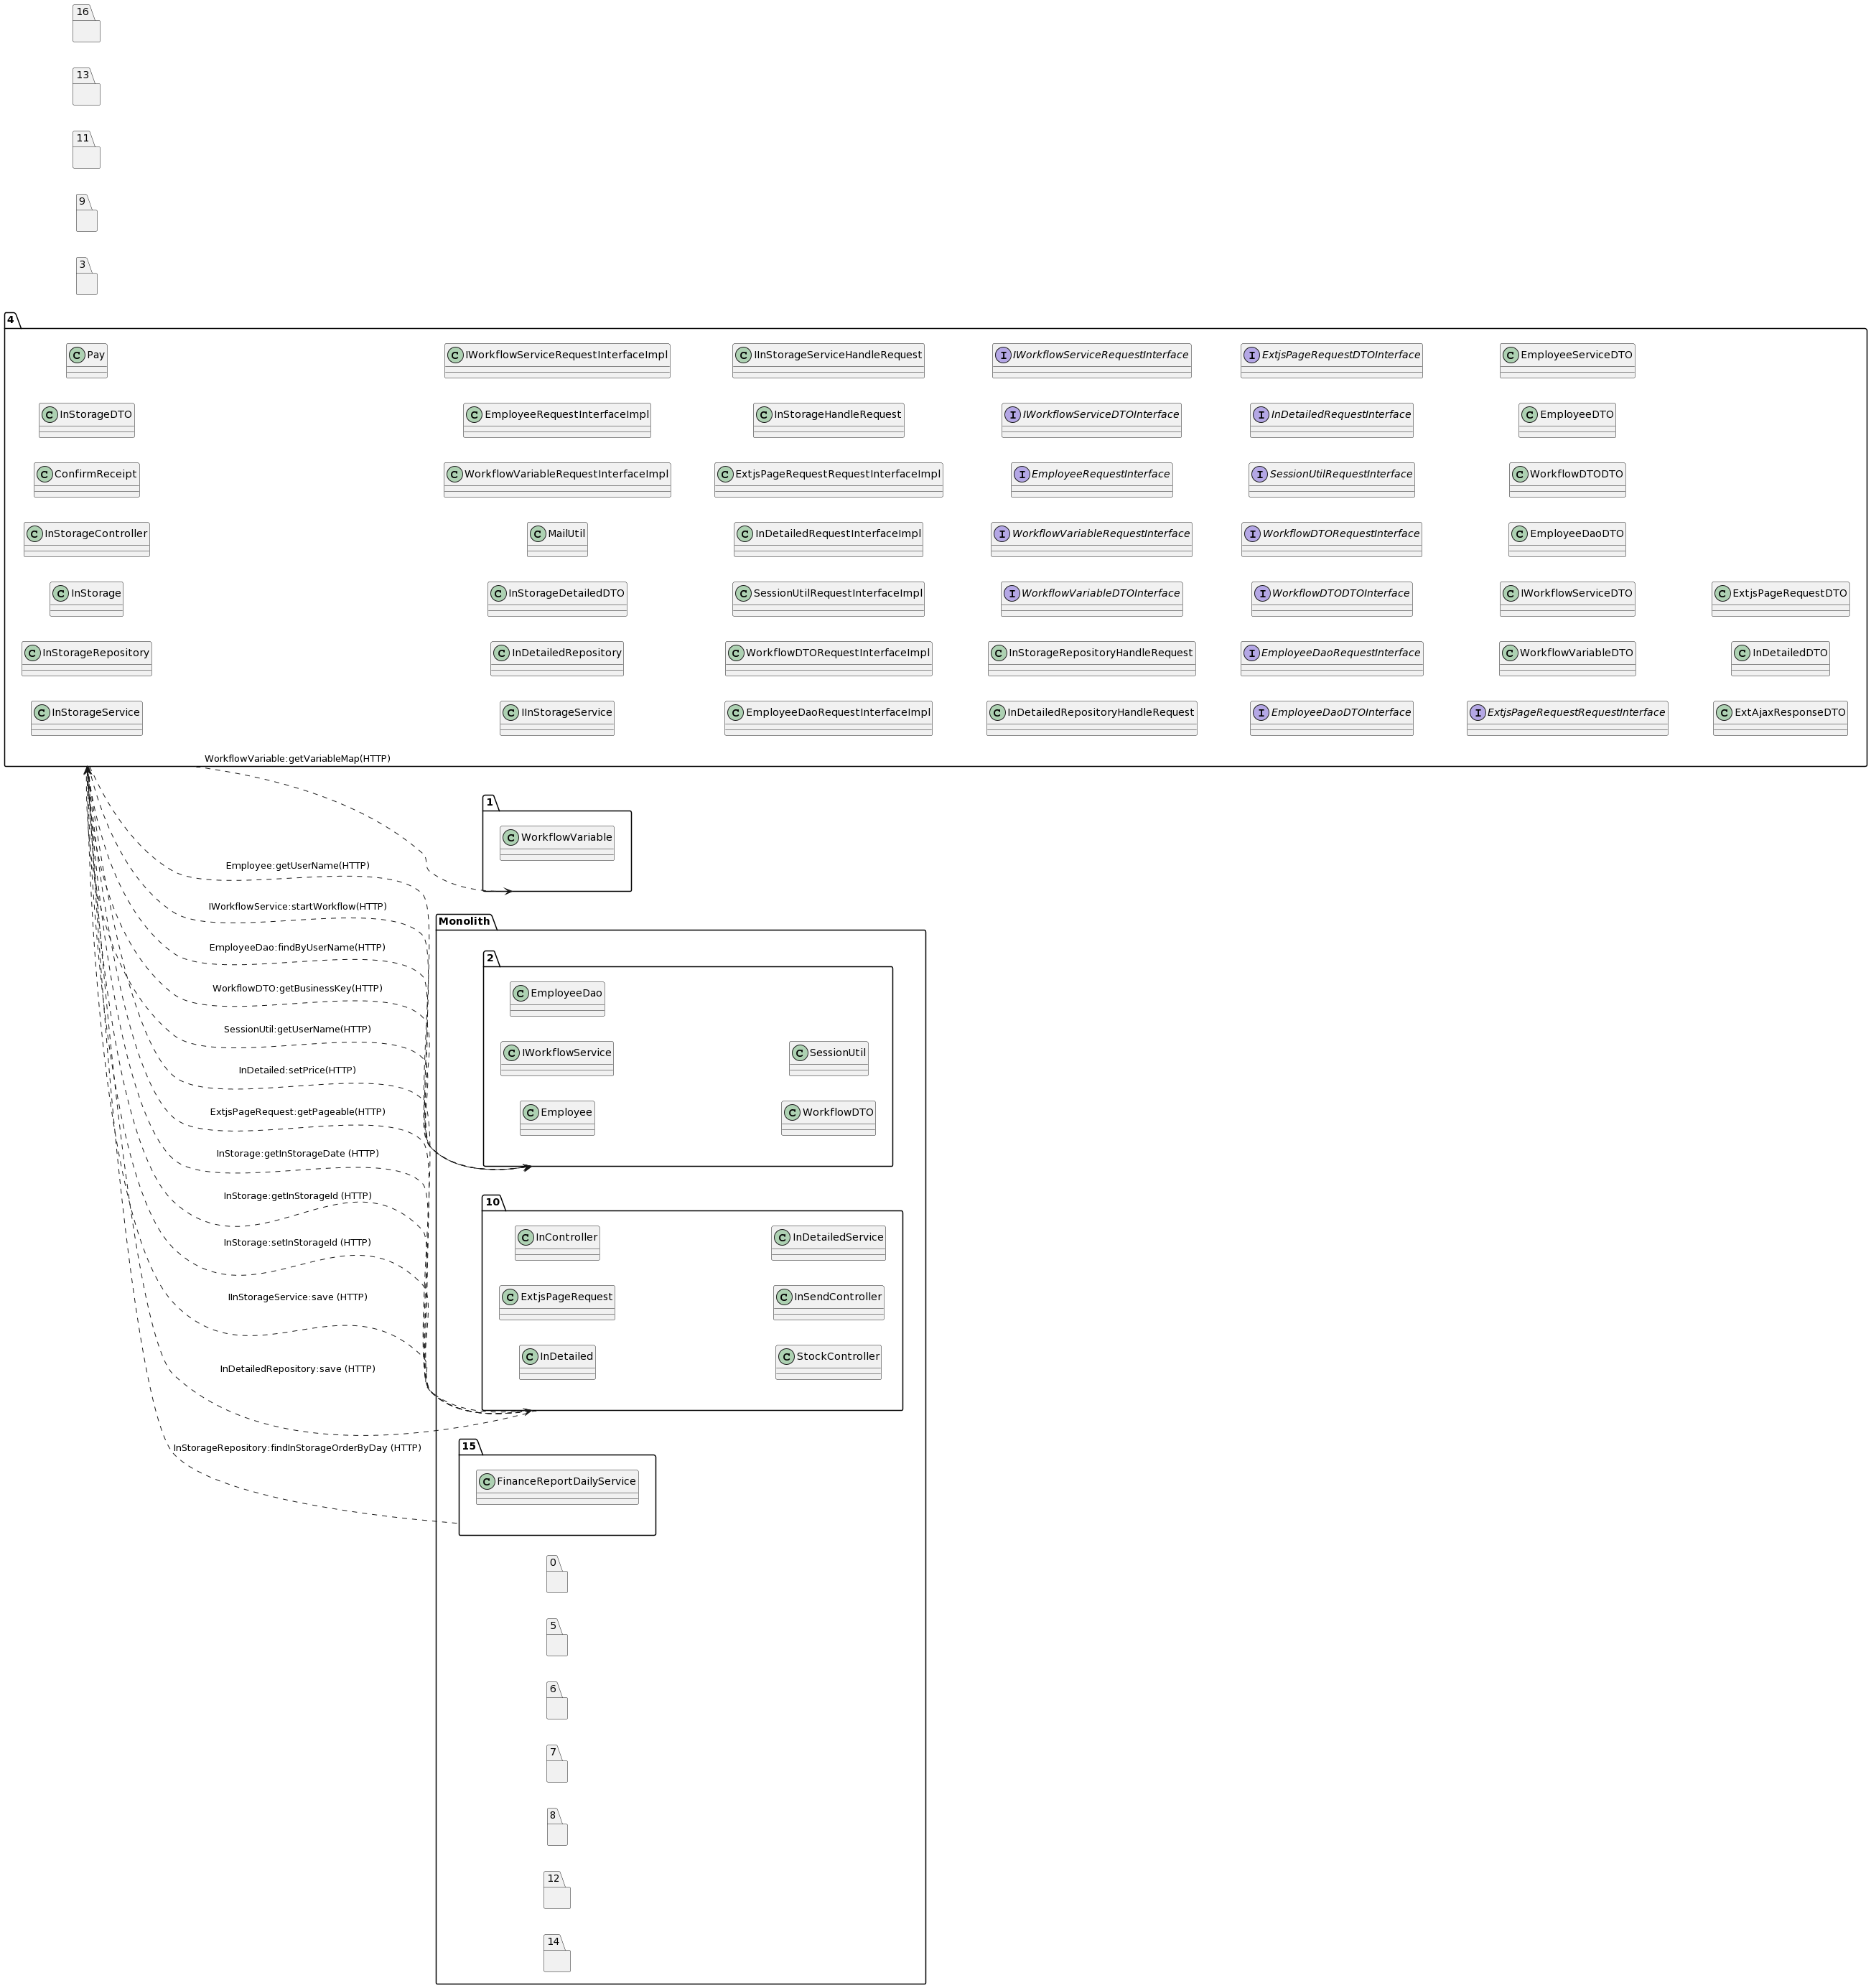 16
13
11
9
3
4
C Pay
C IWorkflowServiceRequestInterfaceImpl
C IInStorageServiceHandleRequest
I IWorkflowServiceRequestInterface
I ExtjsPageRequestDTOInterface
C EmployeeServiceDTO
C InStorageDTO
C EmployeeRequestInterfaceImpl
C InStorageHandleRequest
I IWorkflowServiceDTOInterface
I InDetailedRequestInterface
C EmployeeDTO
C ConfirmReceipt
C WorkflowVariableRequestInterfaceImpl
C ExtjsPageRequestRequestInterfaceImpl
I EmployeeRequestInterface
I SessionUtilRequestInterface
C WorkflowDTODTO
C InStorageController
C MailUtil
C InDetailedRequestInterfaceImpl
I WorkflowVariableRequestInterface
I WorkflowDTORequestInterface
C EmployeeDaoDTO
C InStorage
C InStorageDetailedDTO
C SessionUtilRequestInterfaceImpl
I WorkflowVariableDTOInterface
I WorkflowDTODTOInterface
C IWorkflowServiceDTO
C ExtjsPageRequestDTO
C InStorageRepository
C InDetailedRepository
C WorkflowDTORequestInterfaceImpl
C InStorageRepositoryHandleRequest
I EmployeeDaoRequestInterface
C WorkflowVariableDTO
C InDetailedDTO
C InStorageService
C IInStorageService
C EmployeeDaoRequestInterfaceImpl
C InDetailedRepositoryHandleRequest
I EmployeeDaoDTOInterface
I ExtjsPageRequestRequestInterface
C ExtAjaxResponseDTO
WorkflowVariable:getVariableMap(HTTP)
1
C WorkflowVariable
Employee:getUserName(HTTP)
IWorkflowService:startWorkflow(HTTP)
EmployeeDao:findByUserName(HTTP)
WorkflowDTO:getBusinessKey(HTTP)
SessionUtil:getUserName(HTTP)
InDetailed:setPrice(HTTP)
ExtjsPageRequest:getPageable(HTTP)
InStorage:getInStorageDate (HTTP)
InStorage:getInStorageId (HTTP)
InStorage:setInStorageId (HTTP)
IInStorageService:save (HTTP)
InDetailedRepository:save (HTTP)
InStorageRepository:findInStorageOrderByDay (HTTP)
Monolith
2
C EmployeeDao
C IWorkflowService
C SessionUtil
C Employee
C WorkflowDTO
10
C InController
C InDetailedService
C ExtjsPageRequest
C InSendController
C InDetailed
C StockController
15
C FinanceReportDailyService
0
5
6
7
8
12
14